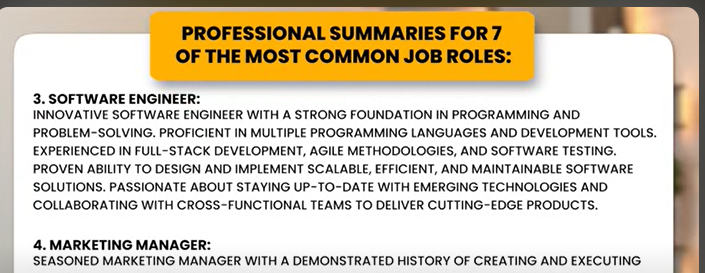 PROFESSIONAL SUMMARIES FOR 7
OF THE MOST COMMON JOB ROLES:
3. SOFTWARE ENGINEER:
INNOVATIVE SOFTWARE ENGINEER WITH A STRONG FOUNDATION IN PROGRAMMING AND
PROBLEM-SOLVING. PROFICIENT IN MULTIPLE PROGRAMMING LANGUAGES AND DEVELOPMENT TOOLS.
EXPERIENCED IN FULL-STACK DEVELOPMENT, AGILE METHODOLOGIES, AND SOFTWARE TESTING.
PROVEN ABILITY TO DESIGN AND IMPLEMENT SCALABLE, EFFICIENT, AND MAINTAINABLE SOFTWARE
SOLUTIONS. PASSIONATE ABOUT STAYING UP-TO-DATE WITH EMERGING TECHNOLOGIES AND
COLLABORATING WITH CROSS-FUNCTIONAL TEAMS TO DELIVER CUTTING-EDGE PRODUCTS.
4. MARKETING MANAGER:
SEASONED MARKETING MANAGER WITH A DEMONSTRATED HISTORY OF CREATING AND EXECUTING